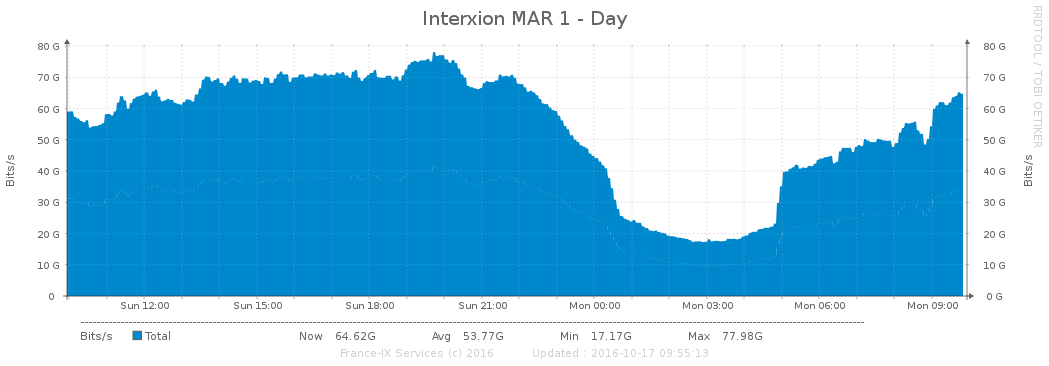 Interxion MAR 1 - Day
RRDTOOL / TOBI OETIKER
Bits/s
Bits/s
80 G
80 G
70 G
70 G
60 G
60 G
50 G
50 G
40 G
40 G
30 G
30 G
20 G
20 G
10 G
10 G
0
0 G
Sun 12:00 Sun 15:00 Sun 18:00 Sun 21:00 Mon 00:00 Mon 03:00 Mon 06:00 Mon 09:00
Bits/s Total Now 64.62G Avg 53.77G Min 17.17G Max 77.98G
France-IX Services (c) 2016 Updated : 2016-10-17 09:55:13